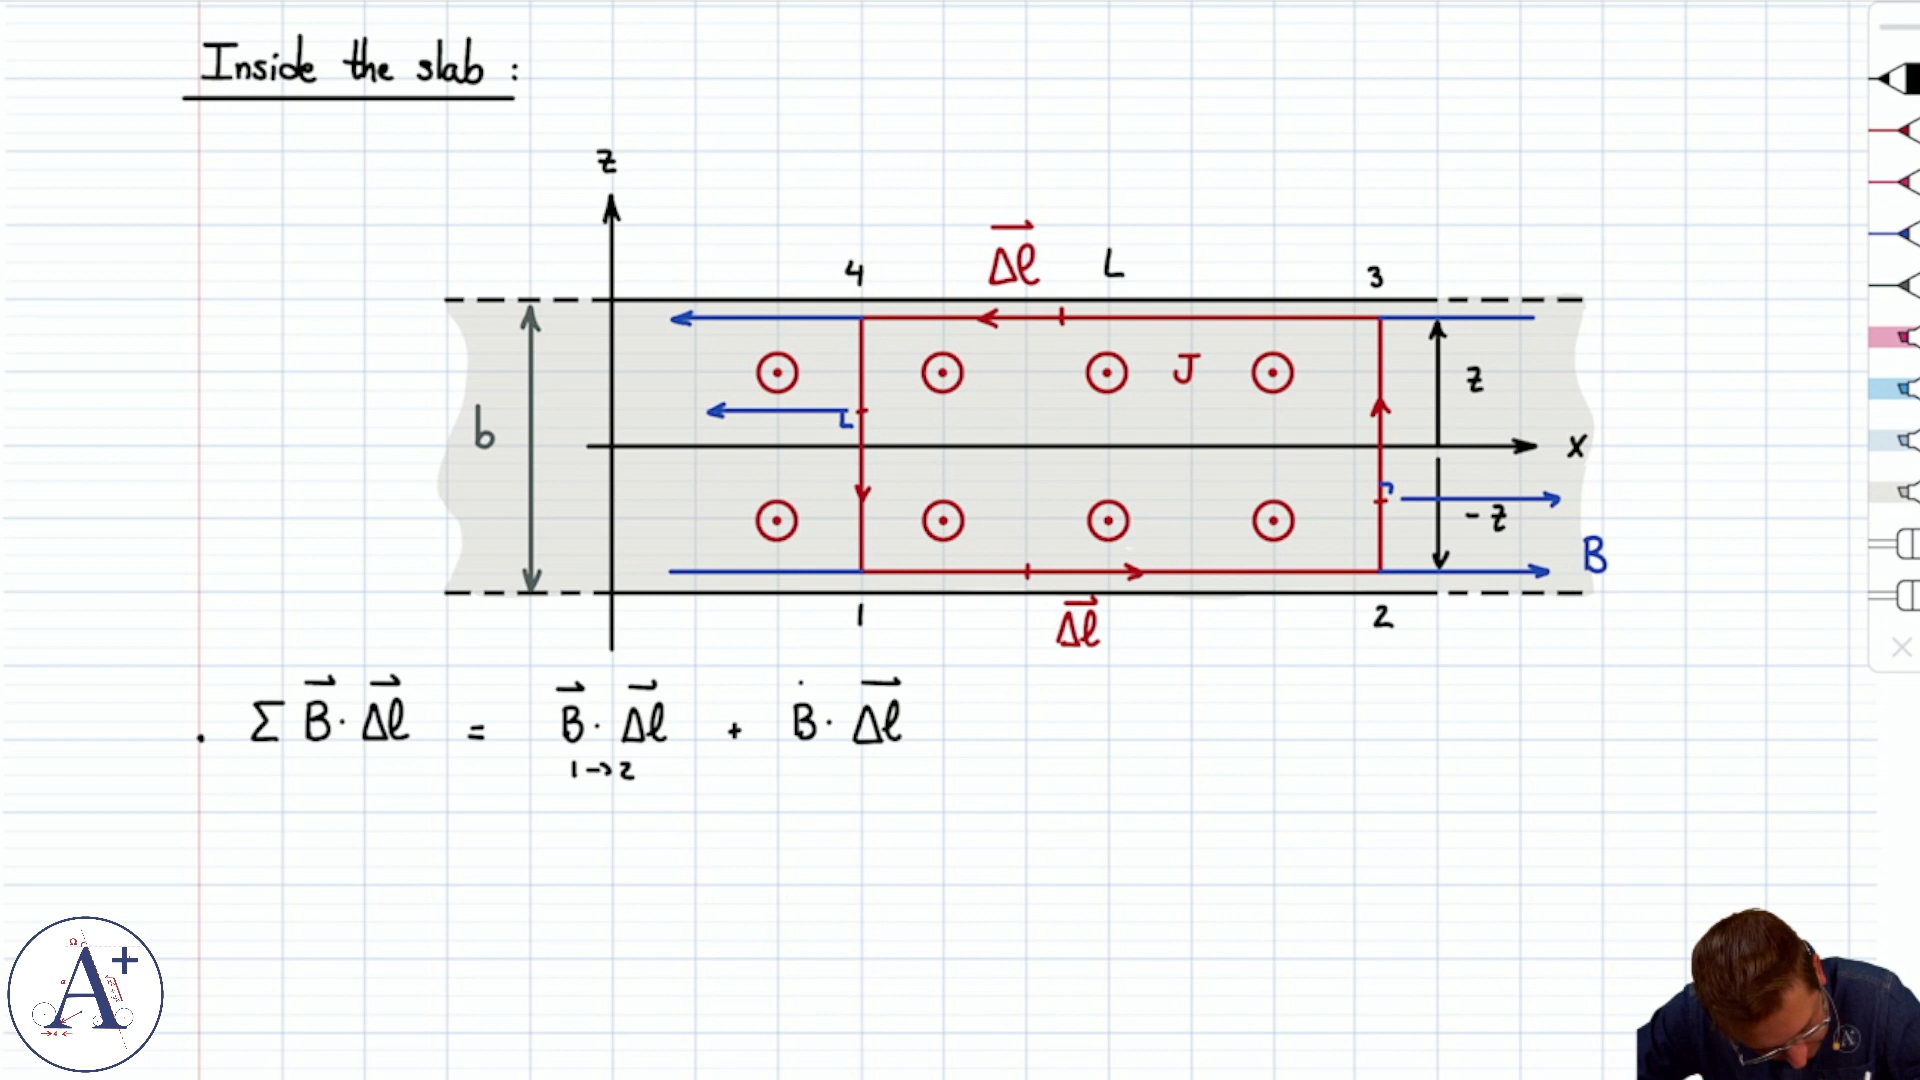 Inside the slab :
z
4 Δl L 3
J z
b x
- z
B
1 Δl 2
. Σ B · Δl = B · Δl + B · Δl
1→2
A+